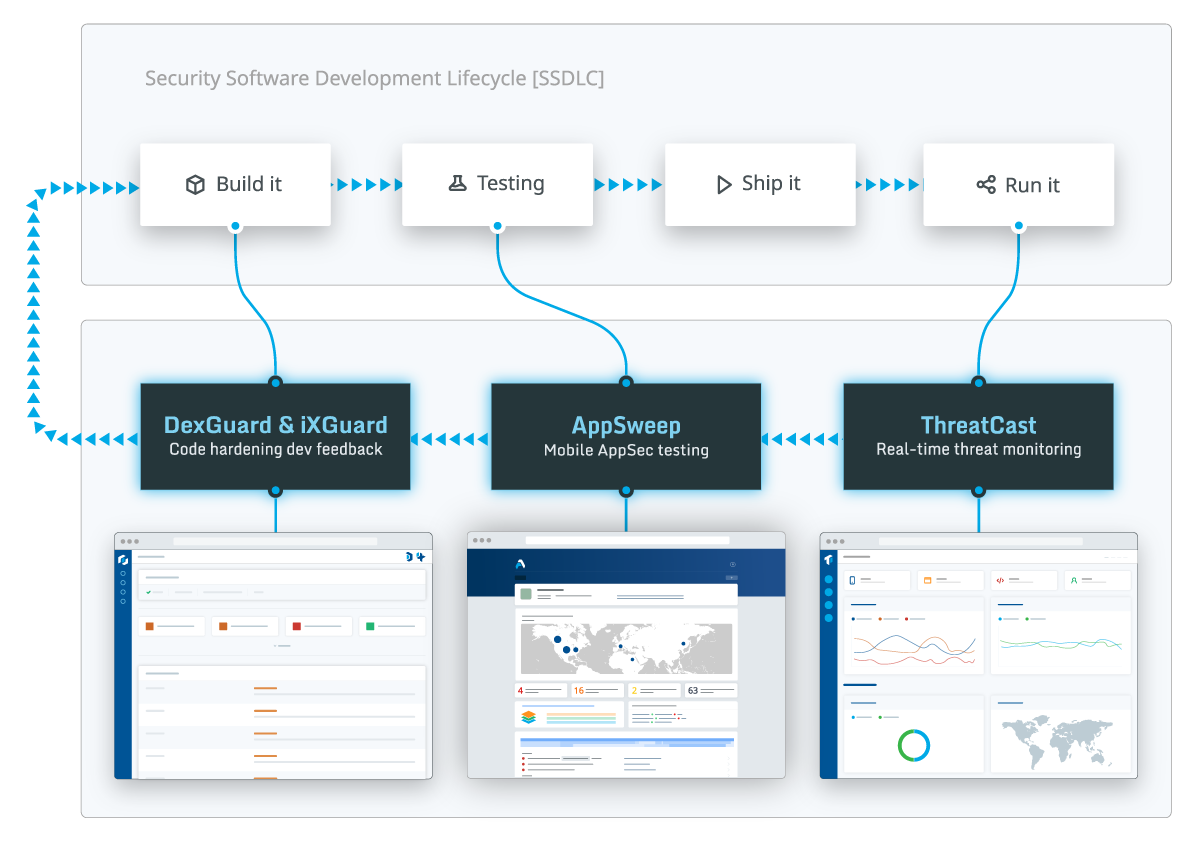 Security Software Development Lifecycle [SSDLC]
Build it
Testing
Ship it
Run it
DexGuard & iXGuard
Code hardening dev feedback
AppSweep
Mobile AppSec testing
ThreatCast
Real-time threat monitoring
4
16
2
63